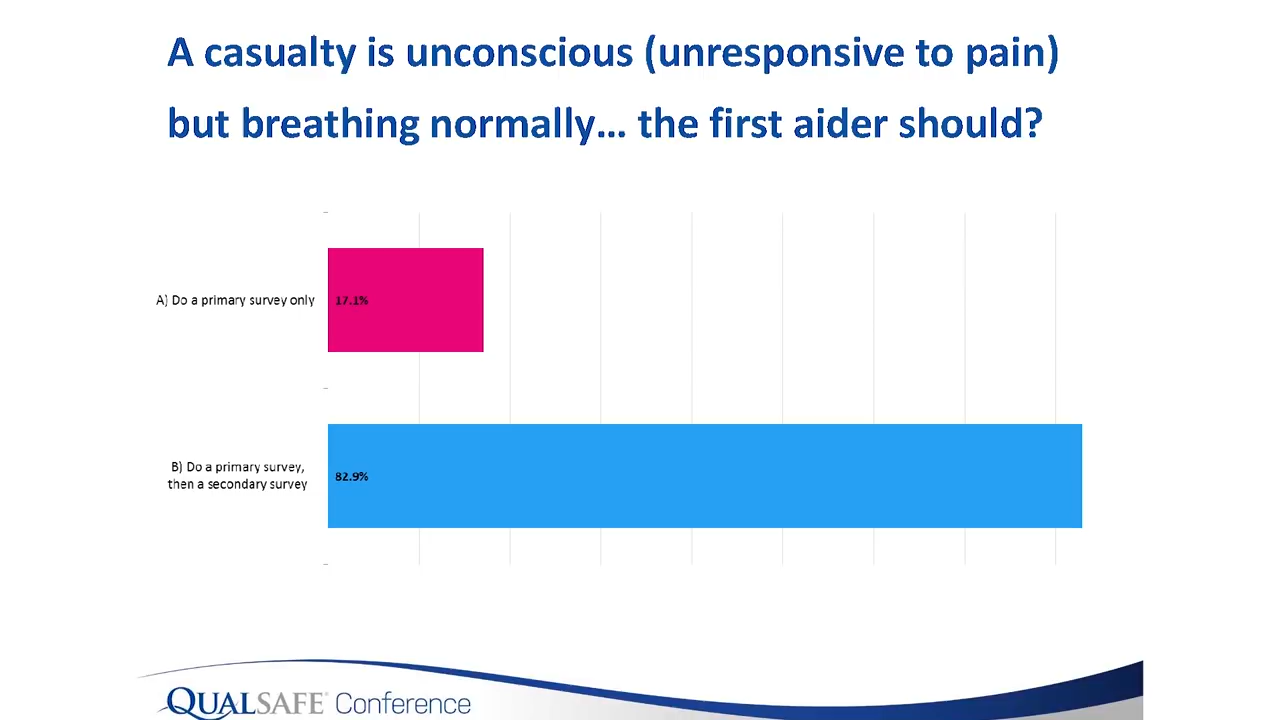 A casualty is unconscious (unresponsive to pain)
but breathing normally... the first aider should?
A) Do a primary survey only
17.1%
B) Do a primary survey,
then a secondary survey
82.9%
QUALSAFE® Conference